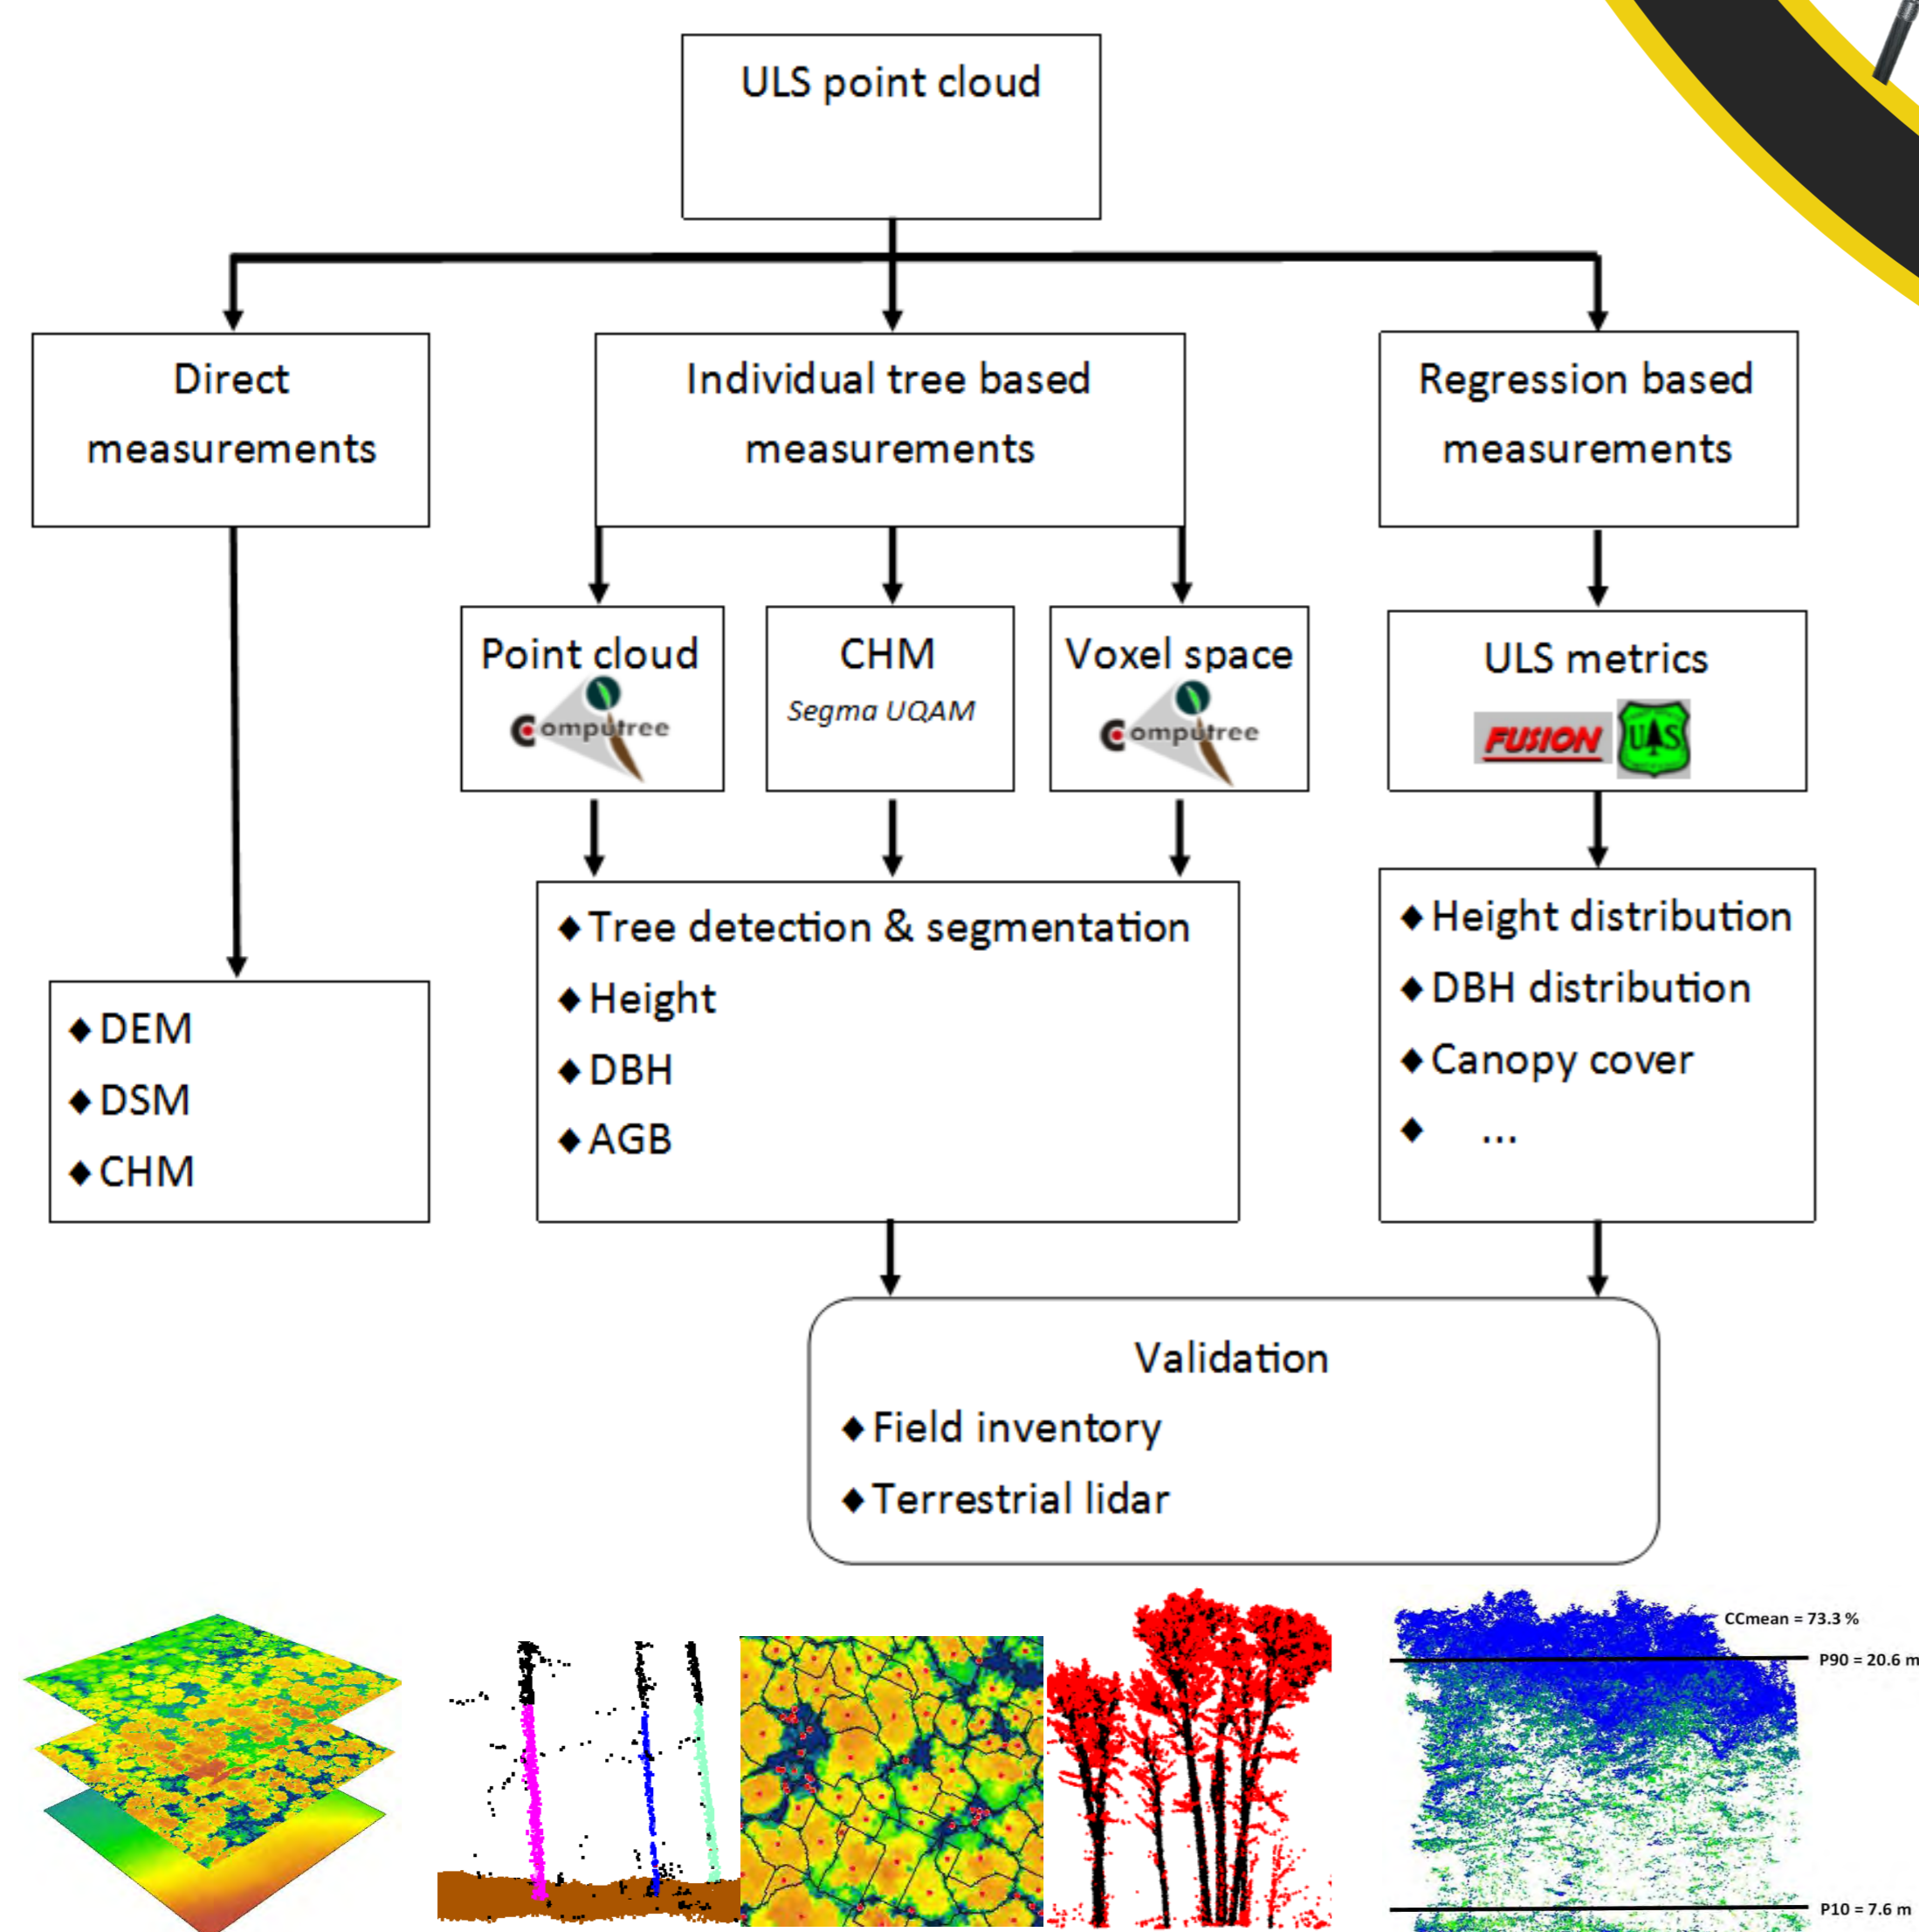 ULS point cloud
Direct
measurements
Individual tree based
measurements
Regression based
measurements
Point cloud
Computree
CHM
Segma UQAM
Voxel space
Computree
ULS metrics
FUSION
U S
◆ DEM
◆ DSM
◆ CHM
◆ Tree detection & segmentation
◆ Height
◆ DBH
◆ AGB
◆ Height distribution
◆ DBH distribution
◆ Canopy cover
◆ ...
Validation
◆ Field inventory
◆ Terrestrial lidar
CCmean = 73.3 %
P90 = 20.6 m
P10 = 7.6 m